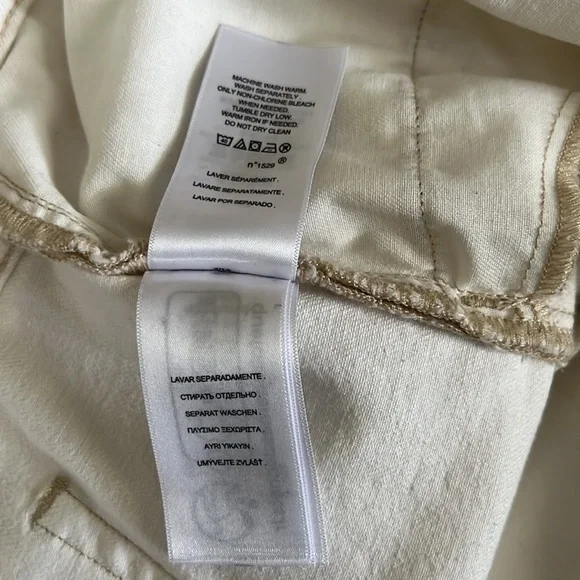 MACHINE WASH WARM.
WASH SEPARATELY.
ONLY NON-CHLORINE BLEACH
WHEN NEEDED.
TUMBLE DRY LOW.
WARM IRON IF NEEDED.
DO NOT DRY CLEAN
n°1529 ®
LAVER SÉPARÉMENT.
LAVARE SEPARATAMENTE.
LAVAR POR SEPARADO.
LAVAR SEPARADAMENTE.
СТИРАТЬ ОТДЕЛЬНО.
SEPARAT WASCHEN.
ΠΛΥΣΙΜΟ ΞΕΧΩΡΙΣΤΑ.
AYRI YIKAYIN.
UMÝVEJTE ZVLÁŠŤ.